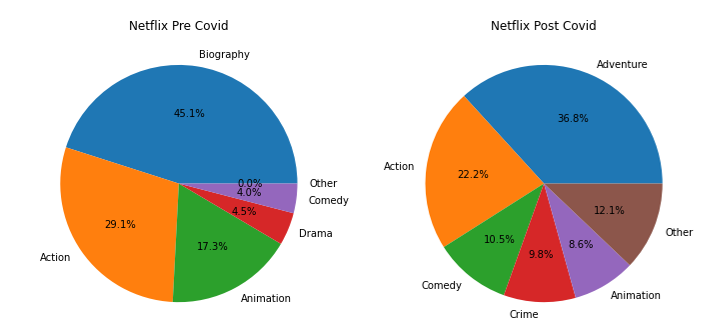 Netflix Pre Covid
Biography
45.1%
0.0%
Other
4.0%
Comedy
4.5%
Drama
29.1%
17.3%
Action
Animation
Netflix Post Covid
Adventure
36.8%
Action
22.2%
12.1%
Other
10.5%
8.6%
9.8%
Comedy
Animation
Crime